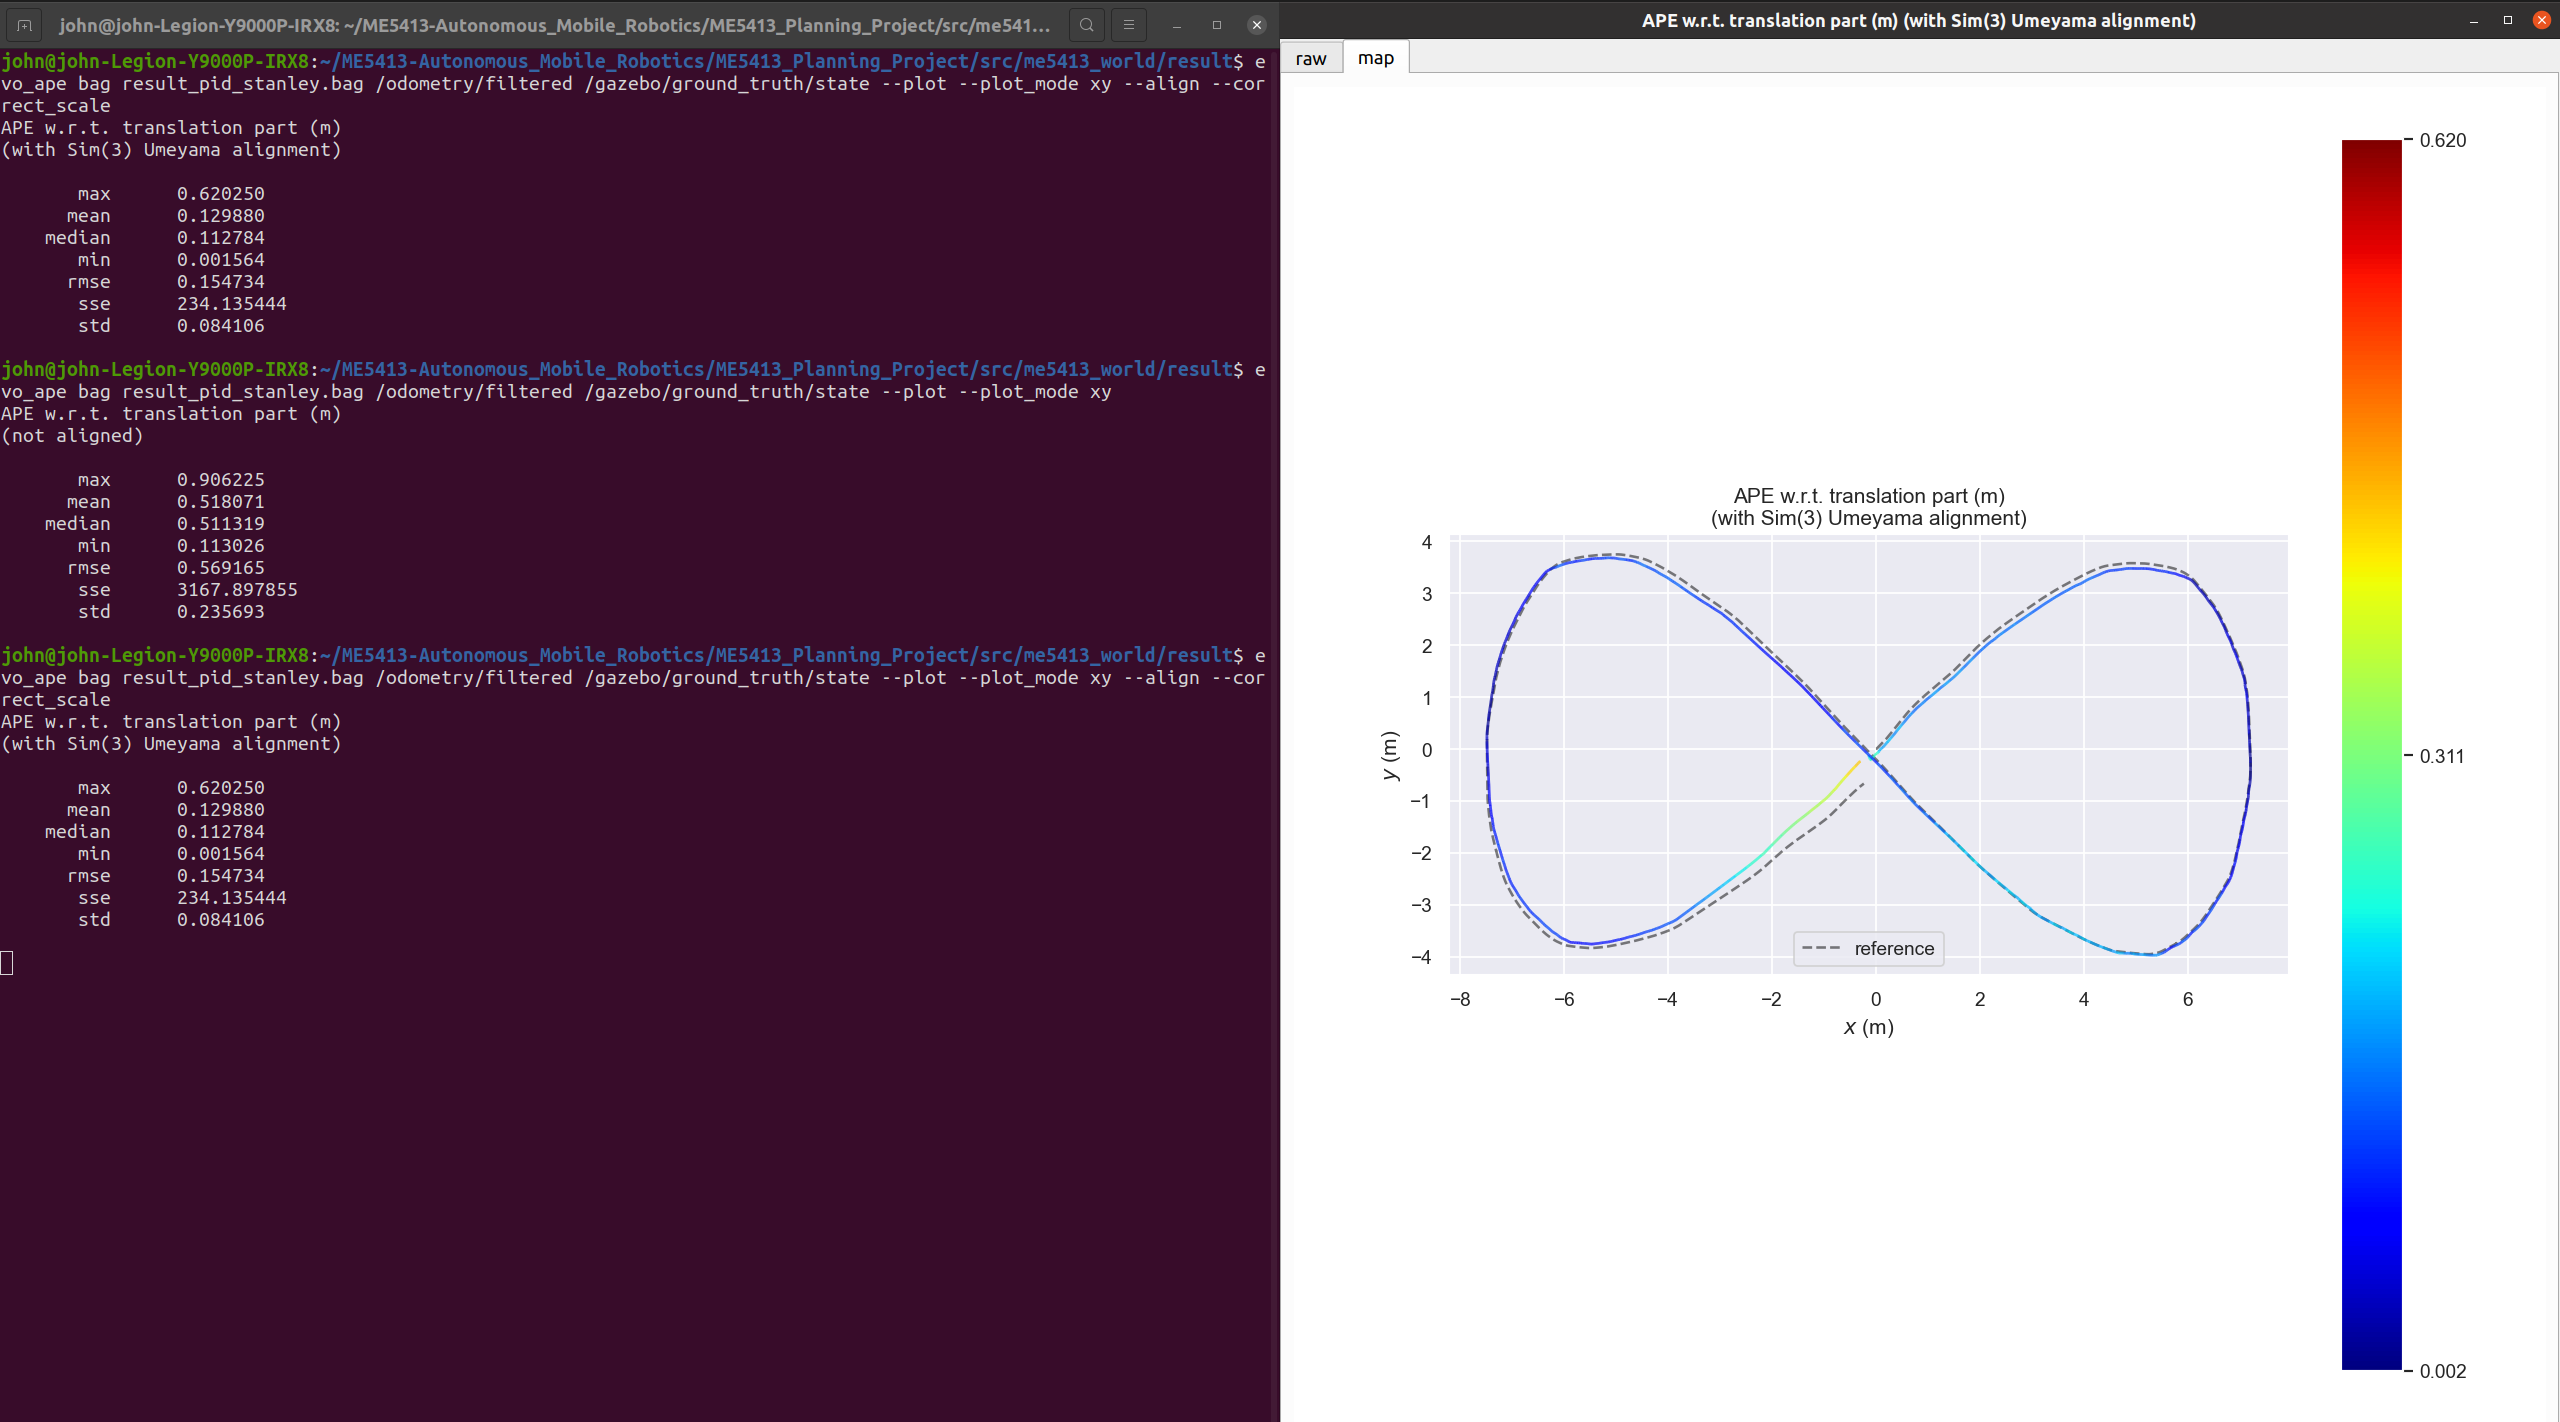 john@john-Legion-Y9000P-IRX8: ~/ME5413-Autonomous_Mobile_Robotics/ME5413_Planning_Project/src/me541...
john@john-Legion-Y9000P-IRX8:~/ME5413-Autonomous_Mobile_Robotics/ME5413_Planning_Project/src/me5413_world/result$ e
vo_ape bag result_pid_stanley.bag /odometry/filtered /gazebo/ground_truth/state --plot --plot_mode xy --align --cor
rect_scale
APE w.r.t. translation part (m)
(with Sim(3) Umeyama alignment)
max 0.620250
mean 0.129880
median 0.112784
min 0.001564
rmse 0.154734
sse 234.135444
std 0.084106
john@john-Legion-Y9000P-IRX8:~/ME5413-Autonomous_Mobile_Robotics/ME5413_Planning_Project/src/me5413_world/result$ e
vo_ape bag result_pid_stanley.bag /odometry/filtered /gazebo/ground_truth/state --plot --plot_mode xy
APE w.r.t. translation part (m)
(not aligned)
max 0.906225
mean 0.518071
median 0.511319
min 0.113026
rmse 0.569165
sse 3167.897855
std 0.235693
john@john-Legion-Y9000P-IRX8:~/ME5413-Autonomous_Mobile_Robotics/ME5413_Planning_Project/src/me5413_world/result$ e
vo_ape bag result_pid_stanley.bag /odometry/filtered /gazebo/ground_truth/state --plot --plot_mode xy --align --cor
rect_scale
APE w.r.t. translation part (m)
(with Sim(3) Umeyama alignment)
max 0.620250
mean 0.129880
median 0.112784
min 0.001564
rmse 0.154734
sse 234.135444
std 0.084106
APE w.r.t. translation part (m) (with Sim(3) Umeyama alignment)
raw map
APE w.r.t. translation part (m)
(with Sim(3) Umeyama alignment)
4
3
2
1
0
−1
−2
−3
−4
y (m)
reference
−8 −6 −4 −2 0 2 4 6
x (m)
0.620
0.311
0.002